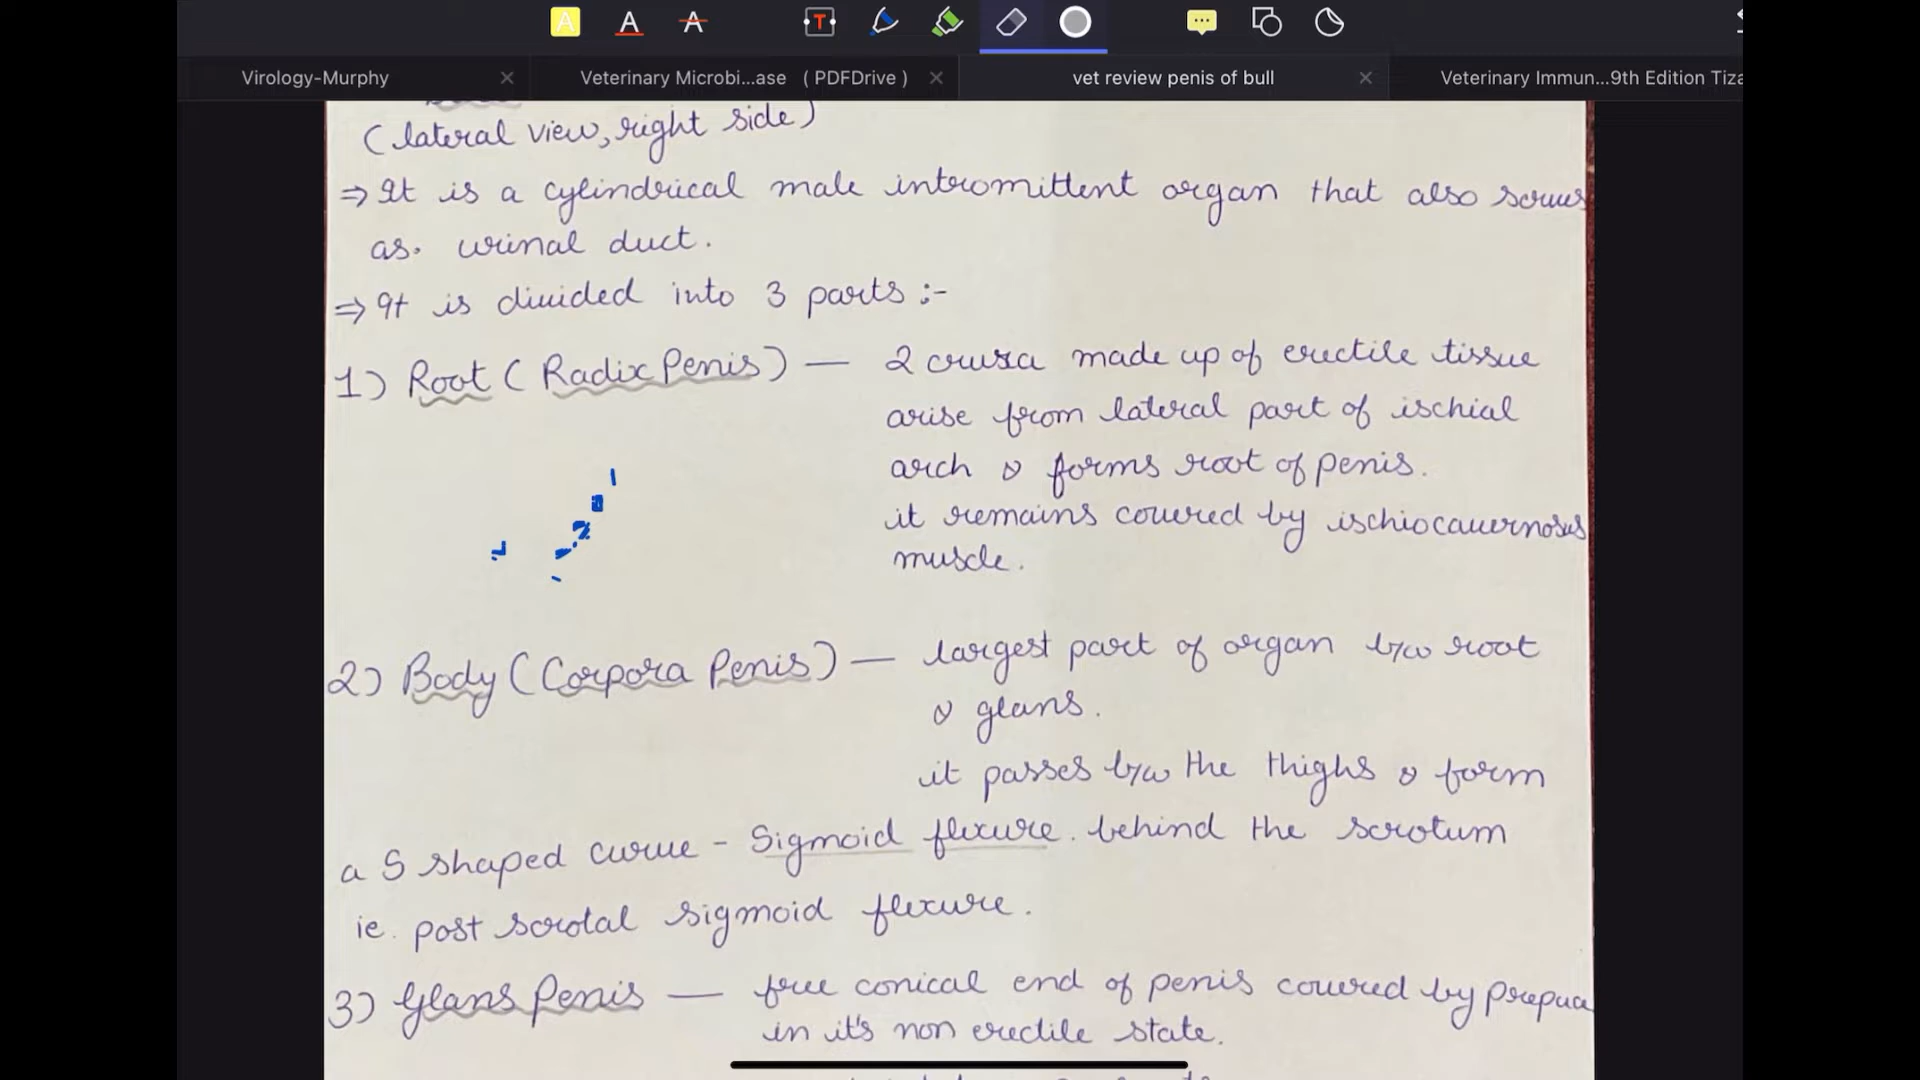 Virology-Murphy
Veterinary Microbi...ase ( PDFDrive )
vet review penis of bull
Veterinary Immun...9th Edition Tiza
(lateral view, right side)
⇒ It is a cylindrical male intromittent organ that also serves
as. urinal duct.
⇒ It is divided into 3 parts :-
1) Root (Radix Penis) — 2 crura made up of erectile tissue
arise from lateral part of ischial
arch & forms root of penis.
it remains covered by ischiocavernosus
muscle.
2) Body (Corpora Penis) — largest part of organ b/w root
& glans.
it passes b/w the thighs & form
a S shaped curve - Sigmoid flexure. behind the scrotum
ie. post scrotal sigmoid flexure.
3) Glans Penis — free conical end of penis covered by prepuc
in it's non erectile state.